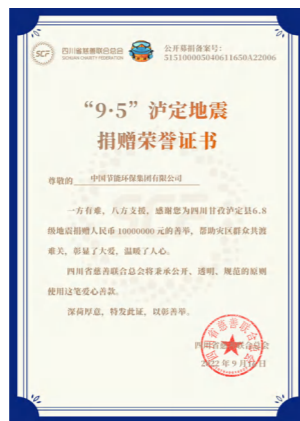 SCF
四川省慈善联合总会
SICHUAN CHARITY FEDERATION
公开募捐备案号：
51510000504061165OA22006
“9·5”泸定地震
捐赠荣誉证书
尊敬的 中国节能环保集团有限公司
一方有难，八方支援，感谢您为四川甘孜泸定县6.8
级地震捐赠人民币10000000元的善举，帮助灾区群众共渡
难关，彰显了大爱，温暖了人心。
四川省慈善联合总会将秉承公开、透明、规范的原则
使用这笔爱心善款。
深荷厚意，特发此证，以彰善举。
四川省慈善联合总会
2022年9月